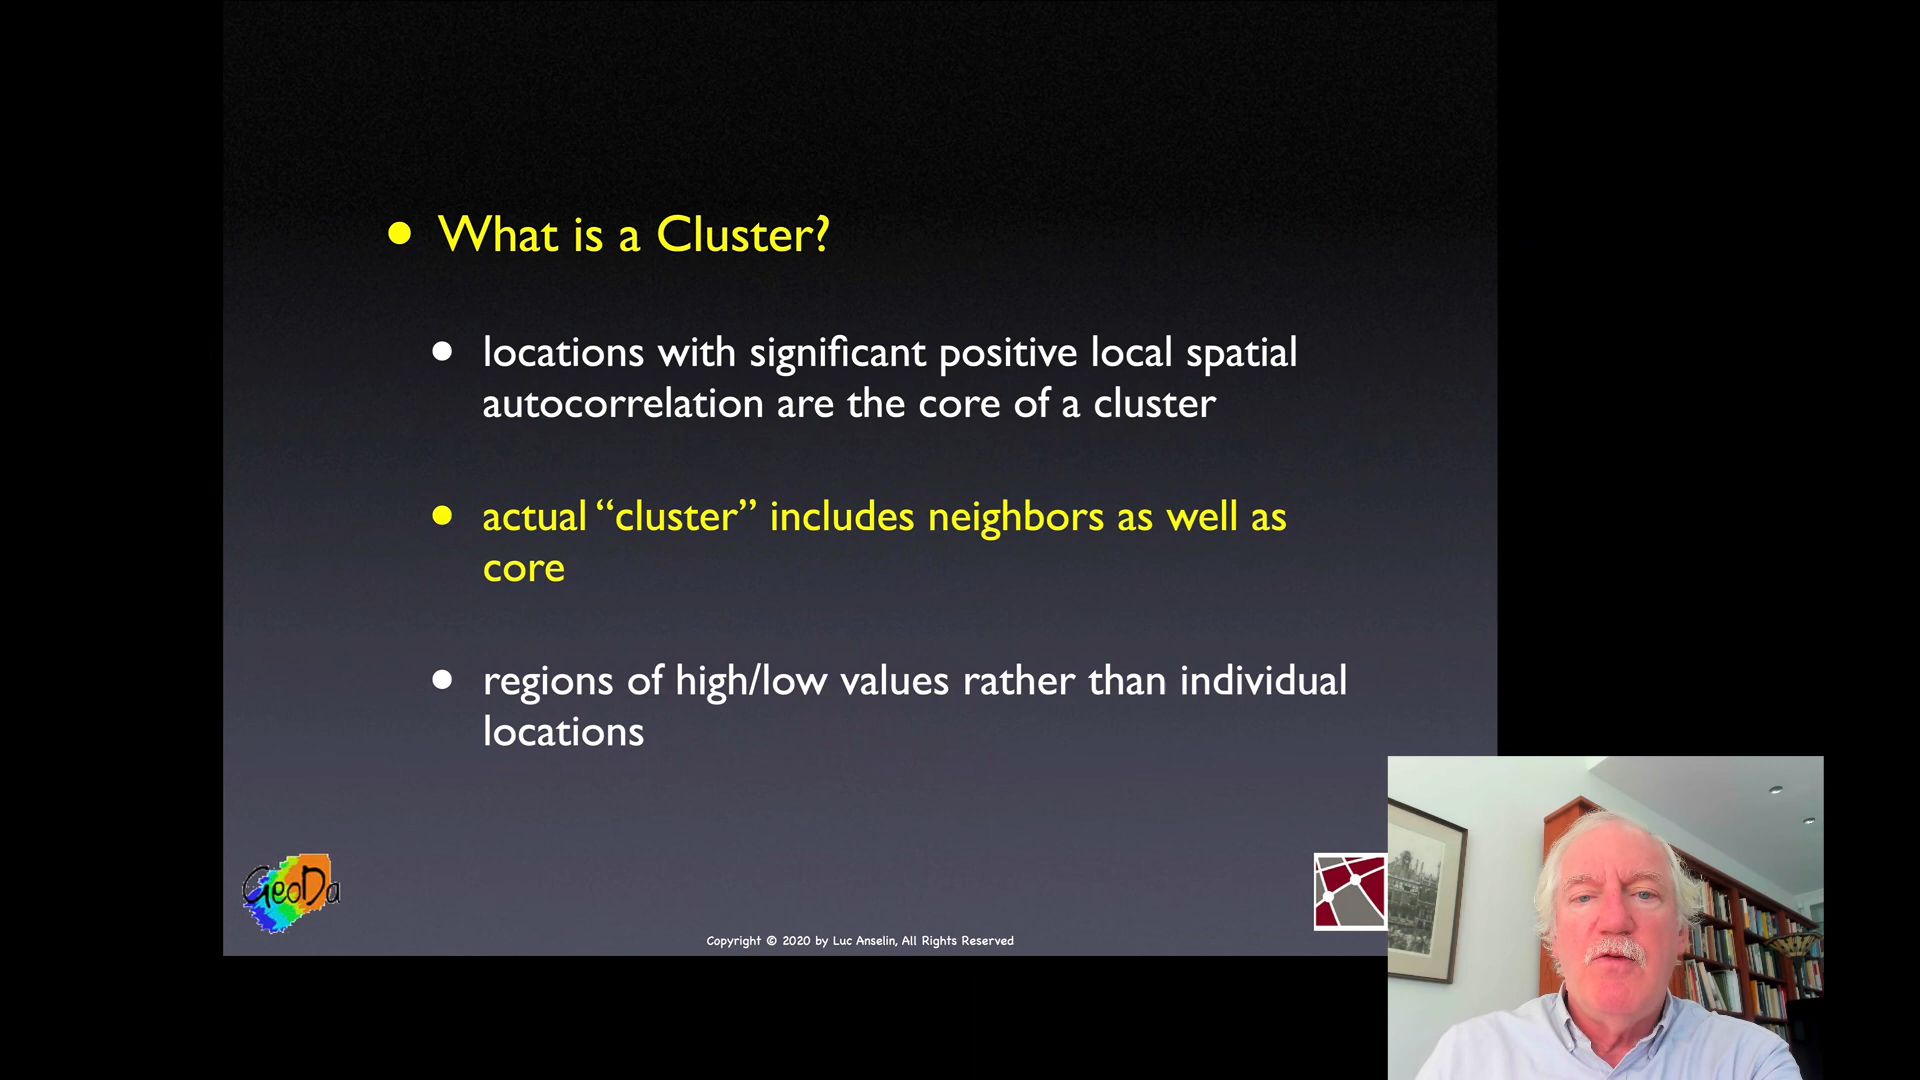 What is a Cluster?
locations with significant positive local spatial
autocorrelation are the core of a cluster
actual “cluster” includes neighbors as well as
core
regions of high/low values rather than individual
locations
GeoDa
Copyright © 2020 by Luc Anselin, All Rights Reserved